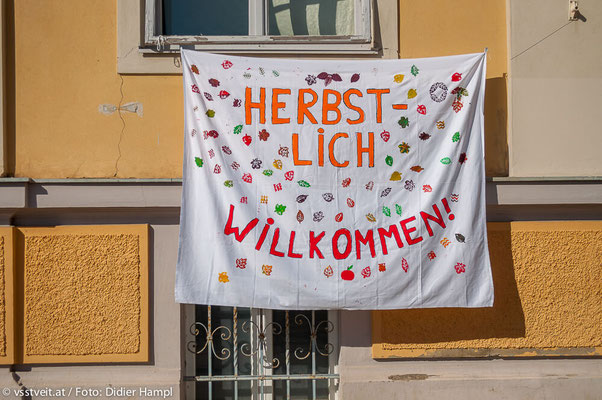 HERBST-
LiCH
WiLLKOMMEN!
© vsstveit.at / Foto: Didier Hampl